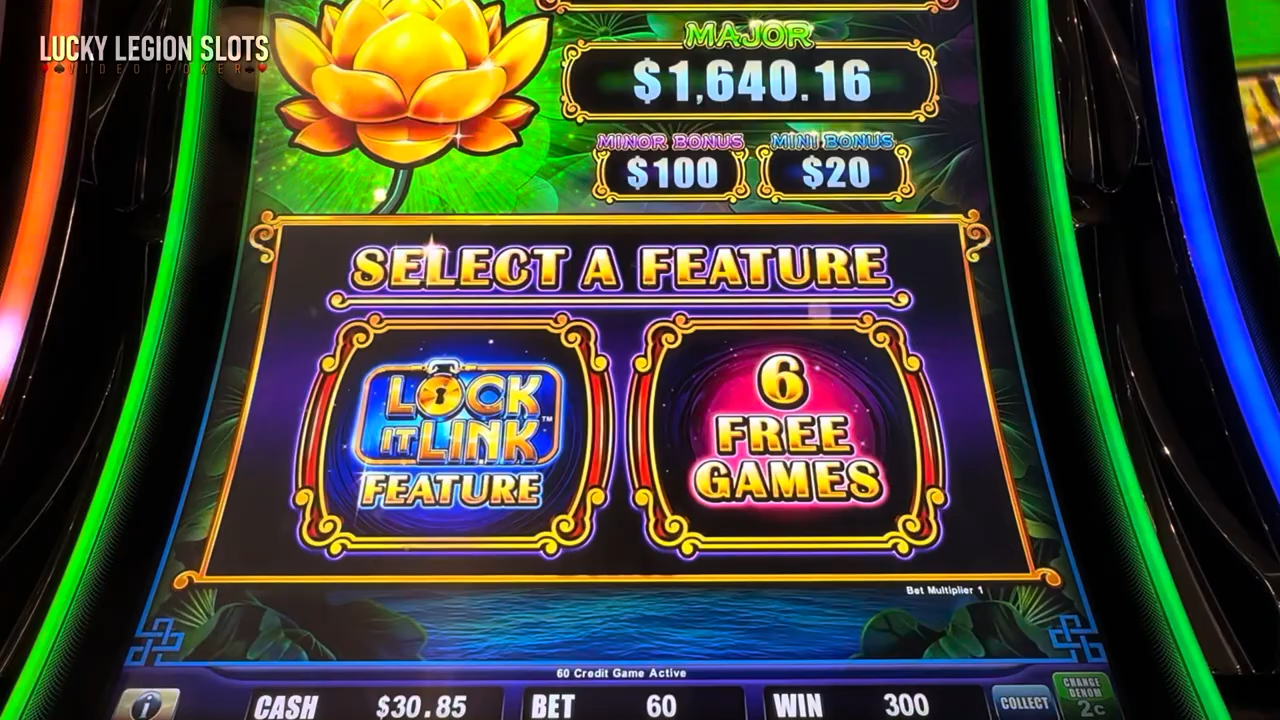 LUCKY LEGION SLOTS
VIDEO POKER
MAJOR
$1,640.16
MINOR BONUS
$100
MINI BONUS
$20
SELECT A FEATURE
LOCK
IT LINK™
FEATURE
6
FREE
GAMES
Bet Multiplier 1
60 Credit Game Active
i
CASH $30.85
BET 60
WIN 300
COLLECT
CHANGE
DENOM
2¢